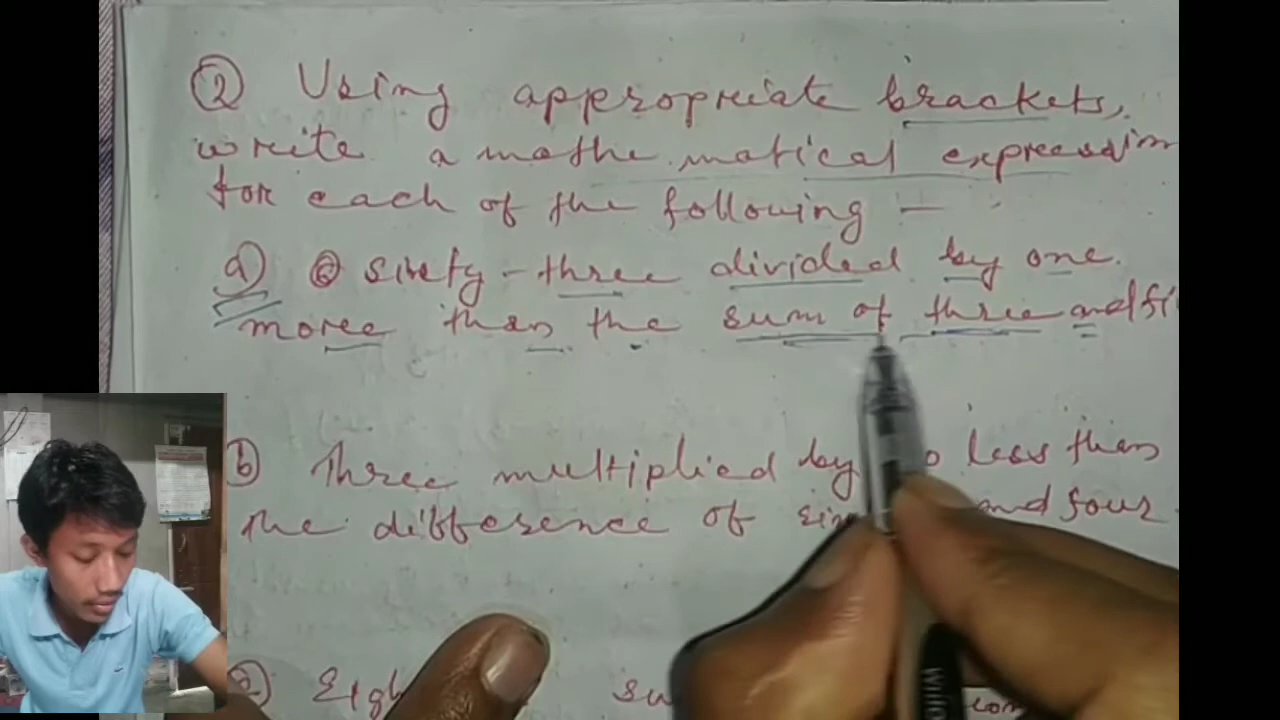 ② Using appropriate brackets,
write a mathematical expression
for each of the following —
a) sixty-three divided by one
more than the sum of three and
b) Three multiplied by less than
the difference of and four